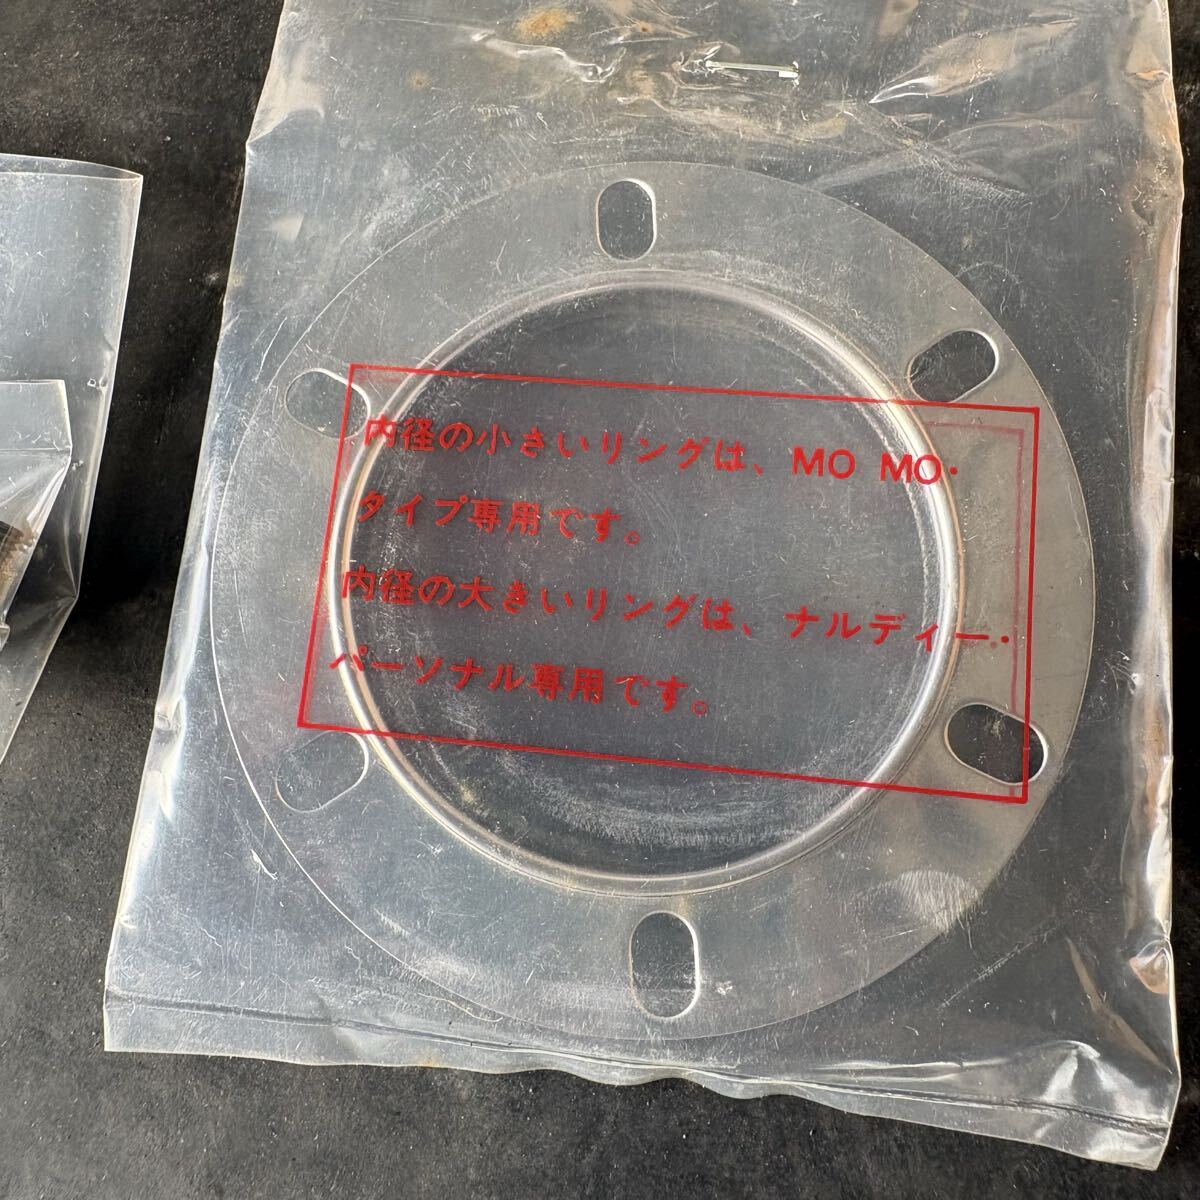 内径の小さいリングは、MO MO・
タイプ専用です。
内径の大きいリングは、ナルディー・
パーソナル専用です。